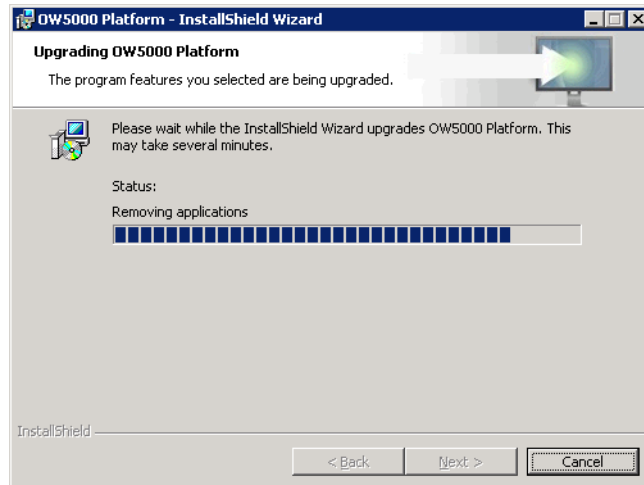 OW5000 Platform - InstallShield Wizard
Upgrading OW5000 Platform
The program features you selected are being upgraded.
Please wait while the InstallShield Wizard upgrades OW5000 Platform. This
may take several minutes.
Status:
Removing applications
InstallShield
< Back
Next >
Cancel